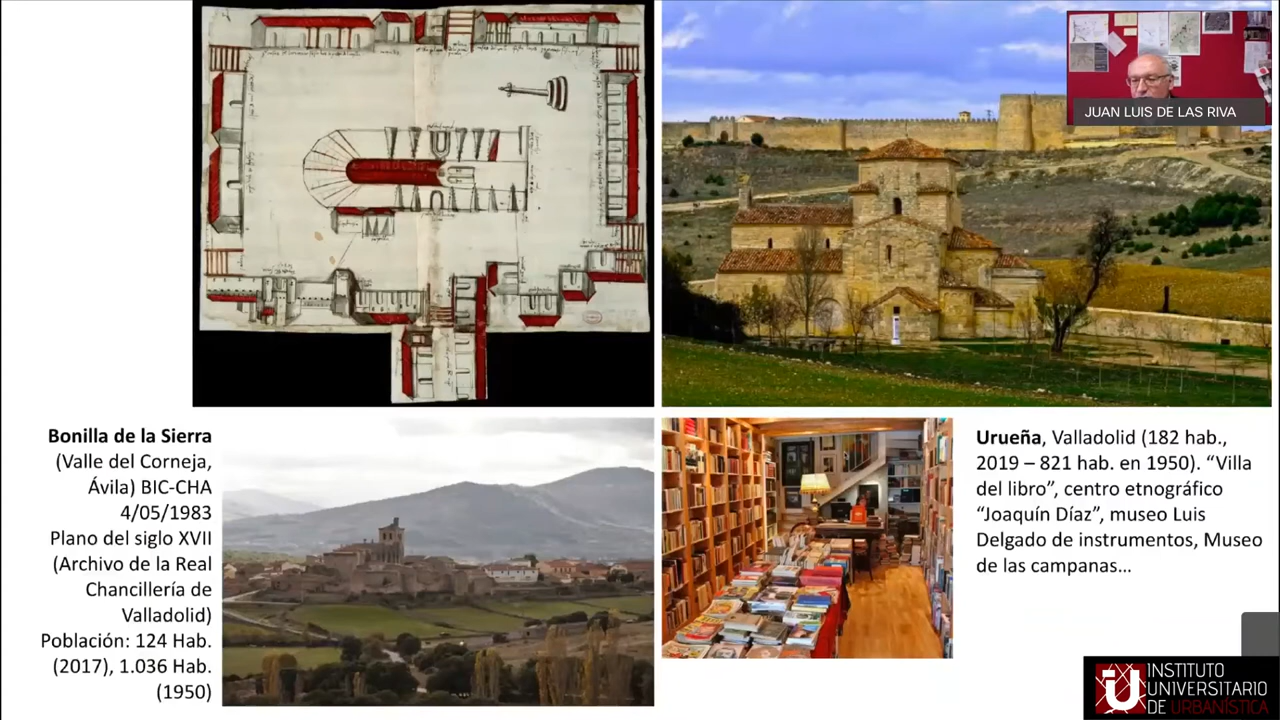 JUAN LUIS DE LAS RIVA
Bonilla de la Sierra
(Valle del Corneja,
Ávila) BIC-CHA
4/05/1983
Plano del siglo XVII
(Archivo de la Real
Chancillería de
Valladolid)
Población: 124 Hab.
(2017), 1.036 Hab.
(1950)
Urueña, Valladolid (182 hab.,
2019 – 821 hab. en 1950). “Villa
del libro”, centro etnográfico
“Joaquín Díaz”, museo Luis
Delgado de instrumentos, Museo
de las campanas…
INSTITUTO
UNIVERSITARIO
DE URBANÍSTICA